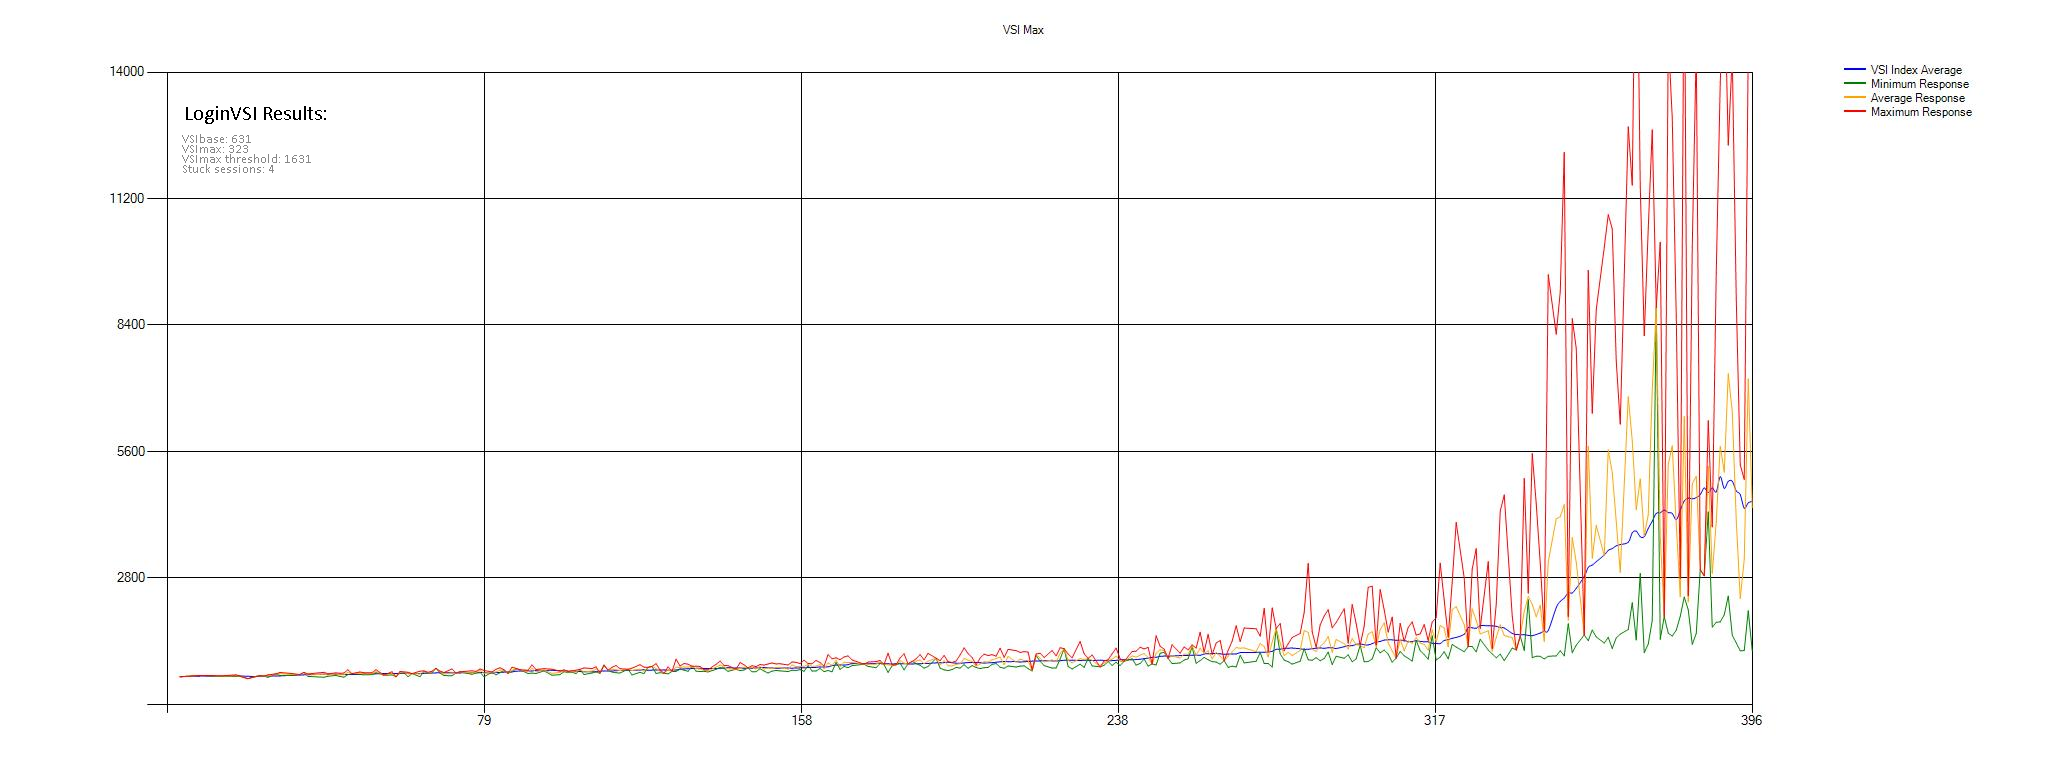 VSI Max
14000
11200
8400
5600
2800
LoginVSI Results:
VSIbase: 631
VSImax: 323
VSImax threshold: 1631
Stuck sessions: 4
79
158
238
317
396
VSI Index Average
Minimum Response
Average Response
Maximum Response